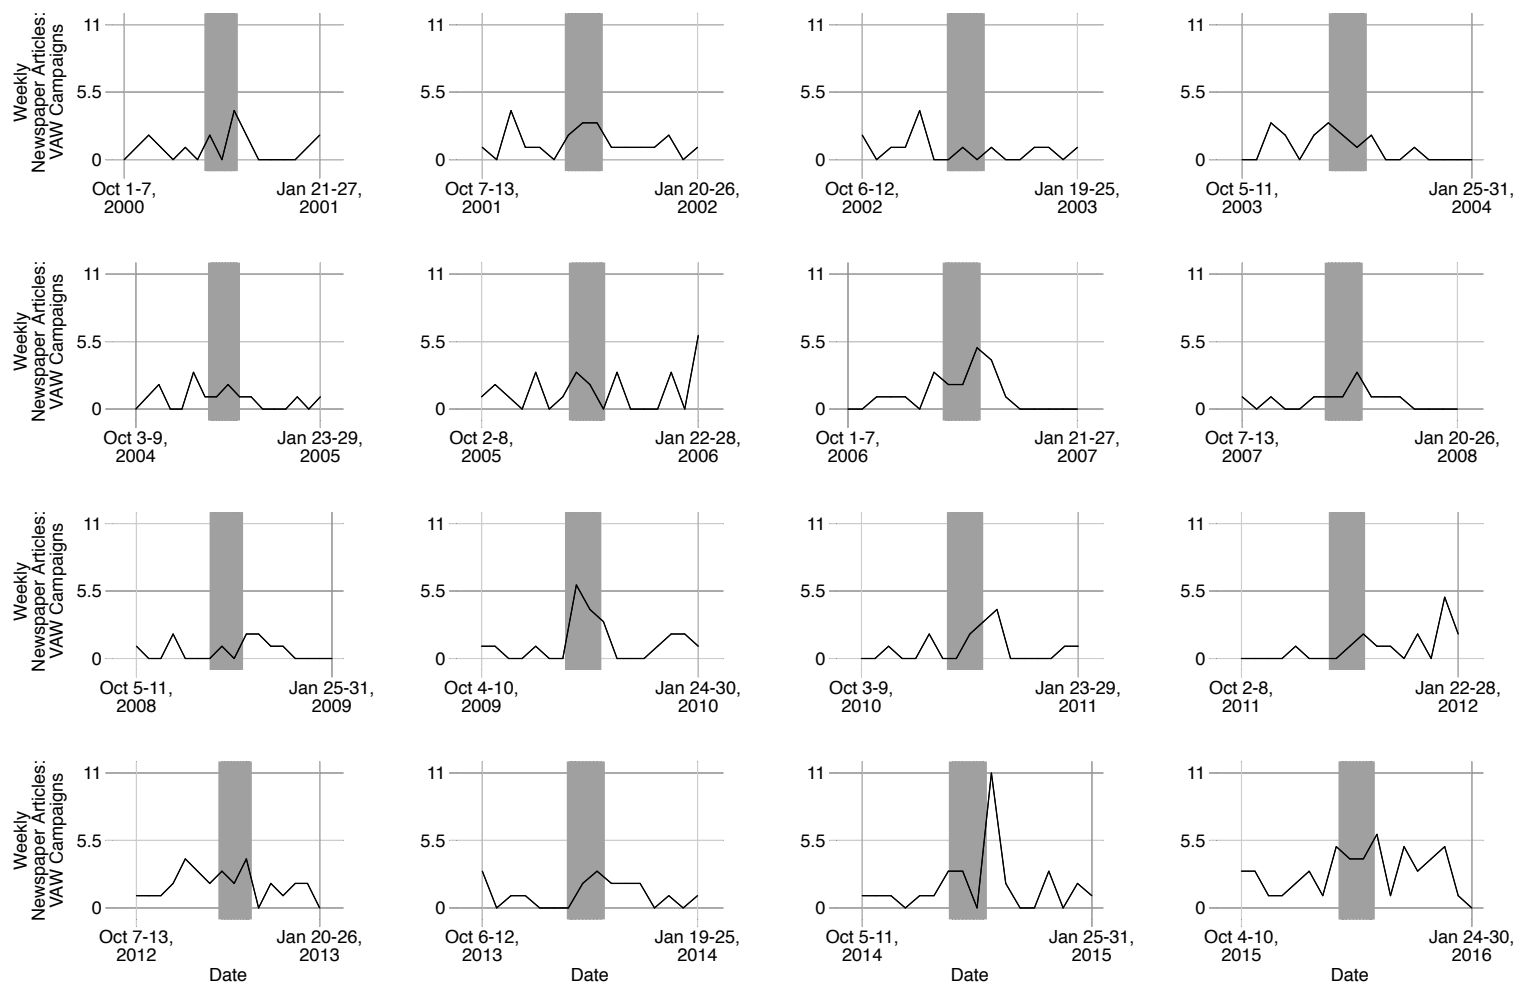 Weekly
Newspaper Articles:
VAW Campaigns
11
5.5
0
Oct 1-7,
2000
Jan 21-27,
2001
11
5.5
0
Oct 7-13,
2001
Jan 20-26,
2002
11
5.5
0
Oct 6-12,
2002
Jan 19-25,
2003
11
5.5
0
Oct 5-11,
2003
Jan 25-31,
2004
Weekly
Newspaper Articles:
VAW Campaigns
11
5.5
0
Oct 3-9,
2004
Jan 23-29,
2005
11
5.5
0
Oct 2-8,
2005
Jan 22-28,
2006
11
5.5
0
Oct 1-7,
2006
Jan 21-27,
2007
11
5.5
0
Oct 7-13,
2007
Jan 20-26,
2008
Weekly
Newspaper Articles:
VAW Campaigns
11
5.5
0
Oct 5-11,
2008
Jan 25-31,
2009
11
5.5
0
Oct 4-10,
2009
Jan 24-30,
2010
11
5.5
0
Oct 3-9,
2010
Jan 23-29,
2011
11
5.5
0
Oct 2-8,
2011
Jan 22-28,
2012
Weekly
Newspaper Articles:
VAW Campaigns
11
5.5
0
Oct 7-13,
2012
Jan 20-26,
2013
Date
11
5.5
0
Oct 6-12,
2013
Jan 19-25,
2014
Date
11
5.5
0
Oct 5-11,
2014
Jan 25-31,
2015
Date
11
5.5
0
Oct 4-10,
2015
Jan 24-30,
2016
Date